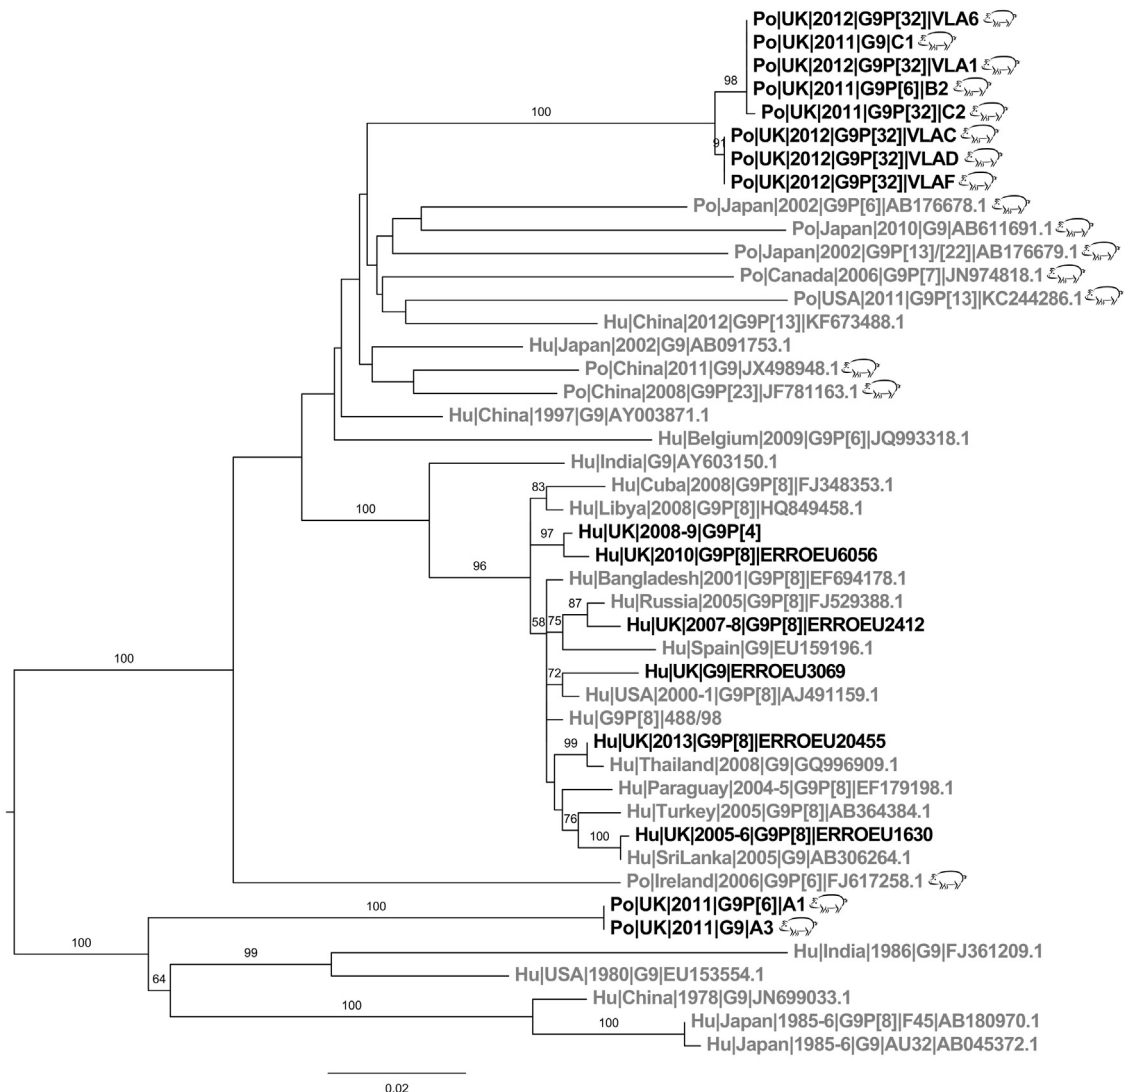 Po|UK|2012|G9P[32]|VLA6
Po|UK|2011|G9|C1
Po|UK|2012|G9P[32]|VLA1
98
Po|UK|2011|G9P[6]|B2
100
Po|UK|2011|G9P[32]|C2
Po|UK|2012|G9P[32]|VLAC
91
Po|UK|2012|G9P[32]|VLAD
Po|UK|2012|G9P[32]|VLAF
Po|Japan|2002|G9P[6]|AB176678.1
Po|Japan|2010|G9|AB611691.1
Po|Japan|2002|G9P[13]/[22]|AB176679.1
Po|Canada|2006|G9P[7]|JN974818.1
Po|USA|2011|G9P[13]|KC244286.1
Hu|China|2012|G9P[13]|KF673488.1
Hu|Japan|2002|G9|AB091753.1
Po|China|2011|G9|JX498948.1
Po|China|2008|G9P[23]|JF781163.1
Hu|China|1997|G9|AY003871.1
Hu|Belgium|2009|G9P[6]|JQ993318.1
Hu|India|G9|AY603150.1
83
Hu|Cuba|2008|G9P[8]|FJ348353.1
100
Hu|Libya|2008|G9P[8]|HQ849458.1
97
Hu|UK|2008-9|G9P[4]
Hu|UK|2010|G9P[8]|ERROEU6056
96
Hu|Bangladesh|2001|G9P[8]|EF694178.1
87
Hu|Russia|2005|G9P[8]|FJ529388.1
58
75
Hu|UK|2007-8|G9P[8]|ERROEU2412
Hu|Spain|G9|EU159196.1
100
72
Hu|UK|G9|ERROEU3069
Hu|USA|2000-1|G9P[8]|AJ491159.1
Hu|G9P[8]|488/98
99
Hu|UK|2013|G9P[8]|ERROEU20455
Hu|Thailand|2008|G9|GQ996909.1
Hu|Paraguay|2004-5|G9P[8]|EF179198.1
76
Hu|Turkey|2005|G9P[8]|AB364384.1
100
Hu|UK|2005-6|G9P[8]|ERROEU1630
Hu|SriLanka|2005|G9|AB306264.1
Po|Ireland|2006|G9P[6]|FJ617258.1
100
Po|UK|2011|G9P[6]|A1
Po|UK|2011|G9|A3
100
99
Hu|India|1986|G9|FJ361209.1
64
Hu|USA|1980|G9|EU153554.1
Hu|China|1978|G9|JN699033.1
100
100
Hu|Japan|1985-6|G9P[8]|F45|AB180970.1
Hu|Japan|1985-6|G9|AU32|AB045372.1
0.02